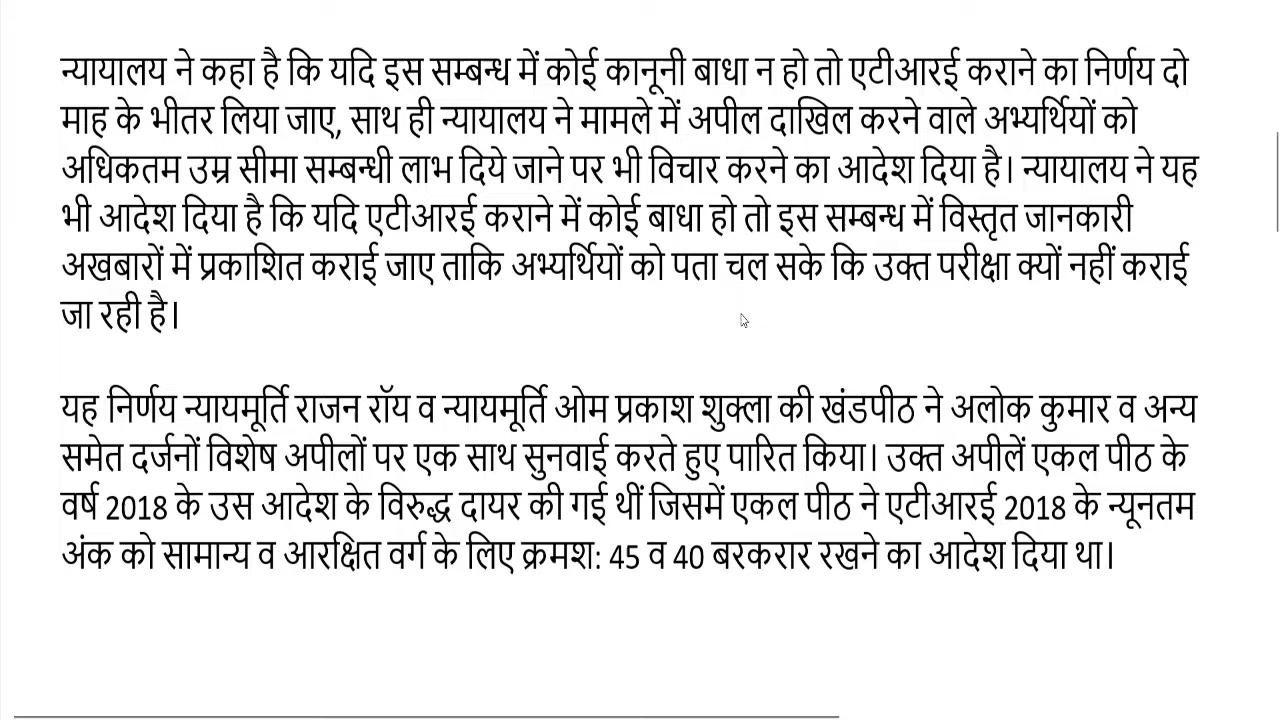 न्यायालय ने कहा है कि यदि इस सम्बन्ध में कोई कानूनी बाधा न हो तो एटीआरई कराने का निर्णय दो
माह के भीतर लिया जाए, साथ ही न्यायालय ने मामले में अपील दाखिल करने वाले अभ्यर्थियों को
अधिकतम उम्र सीमा सम्बन्धी लाभ दिये जाने पर भी विचार करने का आदेश दिया है। न्यायालय ने यह
भी आदेश दिया है कि यदि एटीआरई कराने में कोई बाधा हो तो इस सम्बन्ध में विस्तृत जानकारी
अखबारों में प्रकाशित कराई जाए ताकि अभ्यर्थियों को पता चल सके कि उक्त परीक्षा क्यों नहीं कराई
जा रही है।
यह निर्णय न्यायमूर्ति राजन रॉय व न्यायमूर्ति ओम प्रकाश शुक्ला की खंडपीठ ने अलोक कुमार व अन्य
समेत दर्जनों विशेष अपीलों पर एक साथ सुनवाई करते हुए पारित किया। उक्त अपीलें एकल पीठ के
वर्ष 2018 के उस आदेश के विरुद्ध दायर की गई थीं जिसमें एकल पीठ ने एटीआरई 2018 के न्यूनतम
अंक को सामान्य व आरक्षित वर्ग के लिए क्रमश: 45 व 40 बरकरार रखने का आदेश दिया था।